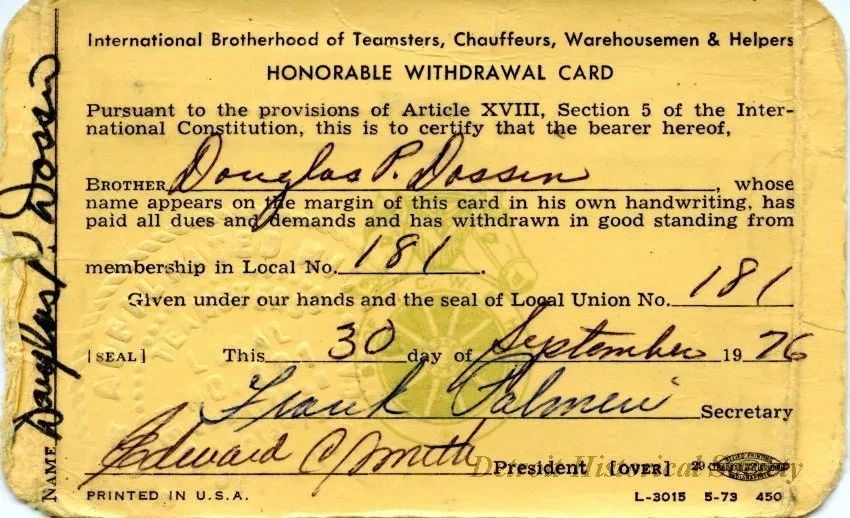 International Brotherhood of Teamsters, Chauffeurs, Warehousemen & Helpers
HONORABLE WITHDRAWAL CARD
Pursuant to the provisions of Article XVIII, Section 5 of the Inter-
national Constitution, this is to certify that the bearer hereof,
BROTHER Douglas P. Dossin, whose
name appears on the margin of this card in his own handwriting, has
paid all dues and demands and has withdrawn in good standing from
membership in Local No. 181.
Given under our hands and the seal of Local Union No. 181
[SEAL] This 30 day of September 1976
Frank Palmeri Secretary
Edward C Smith President [OVER] 29
PRINTED IN U.S.A. L-3015 5-73 450
NAME Douglas P. Dossin
Detroit Historical Society